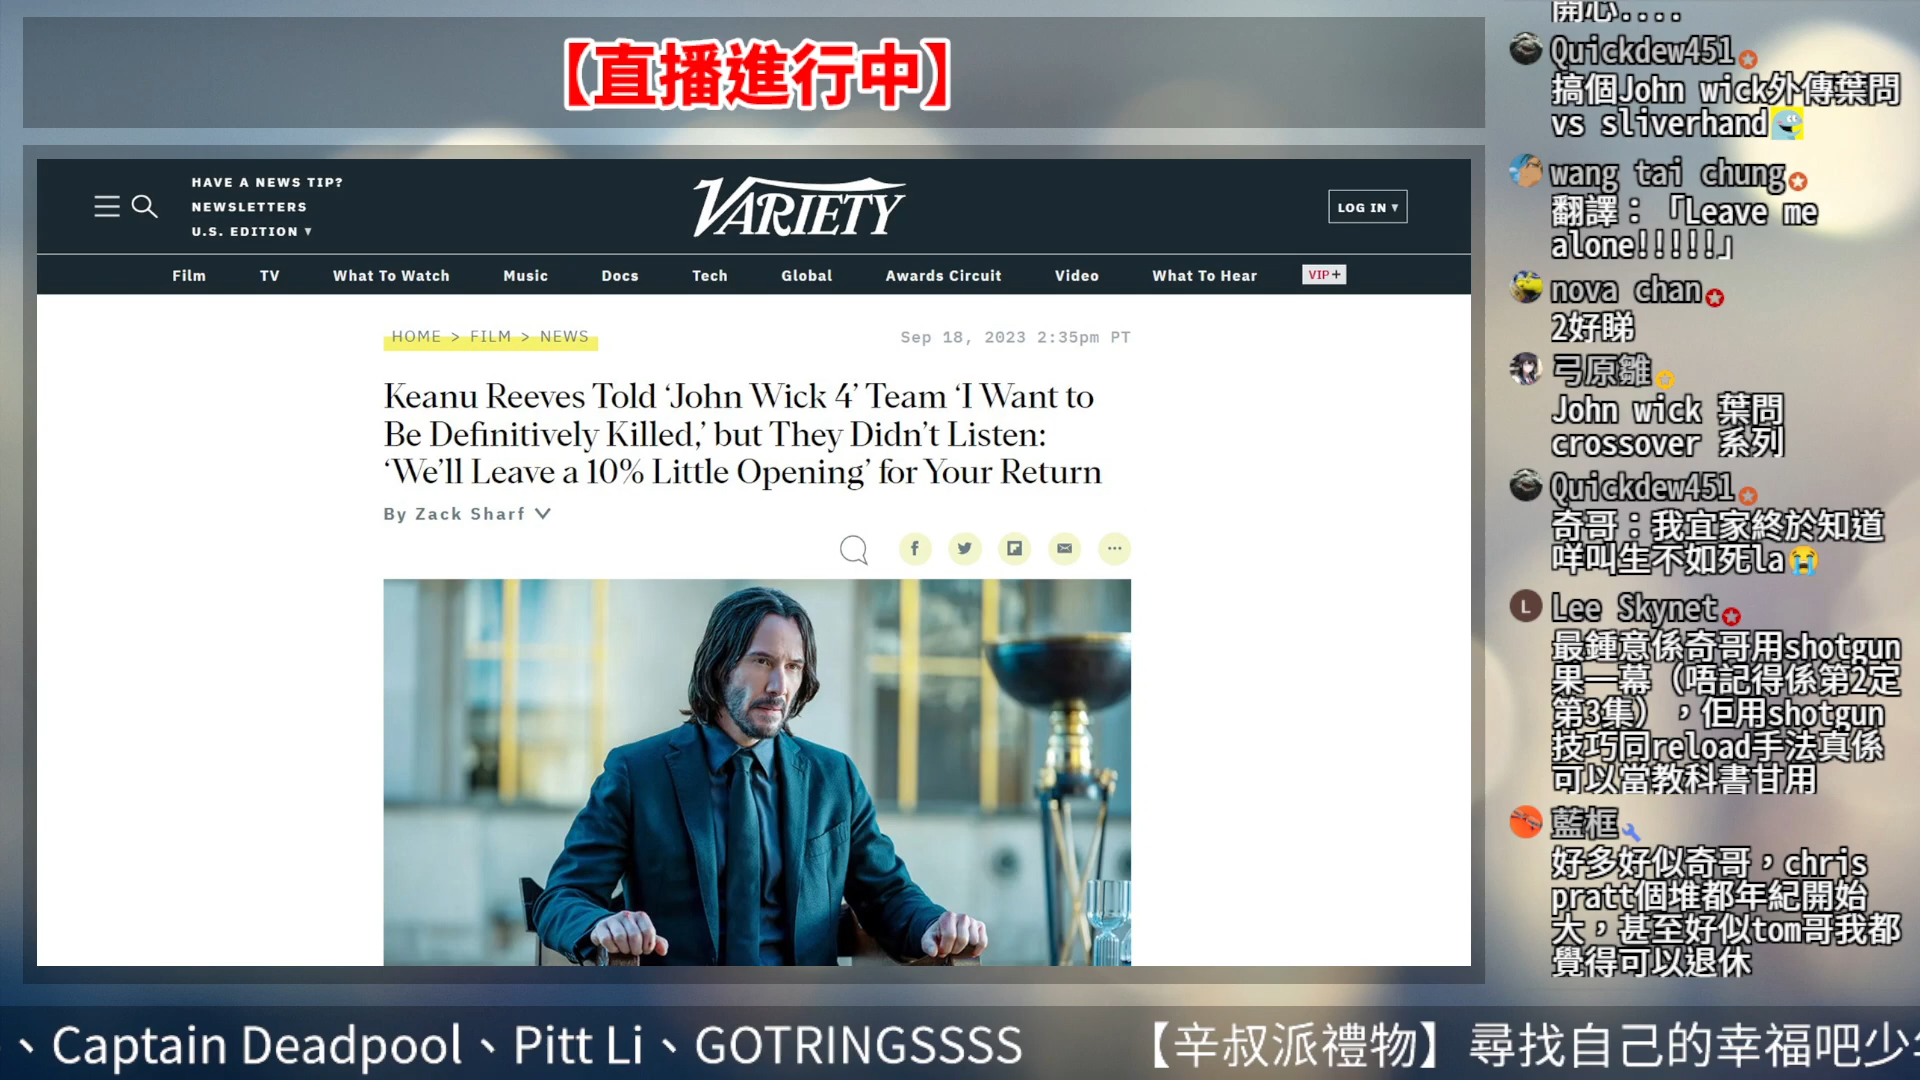 【直播進行中】
HAVE A NEWS TIP?
NEWSLETTERS
U.S. EDITION ▾
VARIETY
LOG IN ▾
Film TV What To Watch Music Docs Tech Global Awards Circuit Video What To Hear VIP+
HOME > FILM > NEWS
Sep 18, 2023 2:35pm PT
Keanu Reeves Told ‘John Wick 4’ Team ‘I Want to
Be Definitively Killed,’ but They Didn’t Listen:
‘We’ll Leave a 10% Little Opening’ for Your Return
By Zack Sharf
開心....
Quickdew451
搞個John wick外傳葉問
vs sliverhand
wang tai chung
翻譯：「Leave me
alone!!!!!」
nova chan
2好睇
弓原雛
John wick 葉問
crossover 系列
Quickdew451
奇哥：我宜家終於知道
咩叫生不如死la😭
L
Lee Skynet
最鍾意係奇哥用shotgun
果一幕（唔記得係第2定
第3集），佢用shotgun
技巧同reload手法真係
可以當教科書甘用
藍框
好多好似奇哥，chris
pratt個堆都年紀開始
大，甚至好似tom哥我都
覺得可以退休
、Captain Deadpool、Pitt Li、GOTRINGSSSS 【辛叔派禮物】尋找自己的幸福吧少